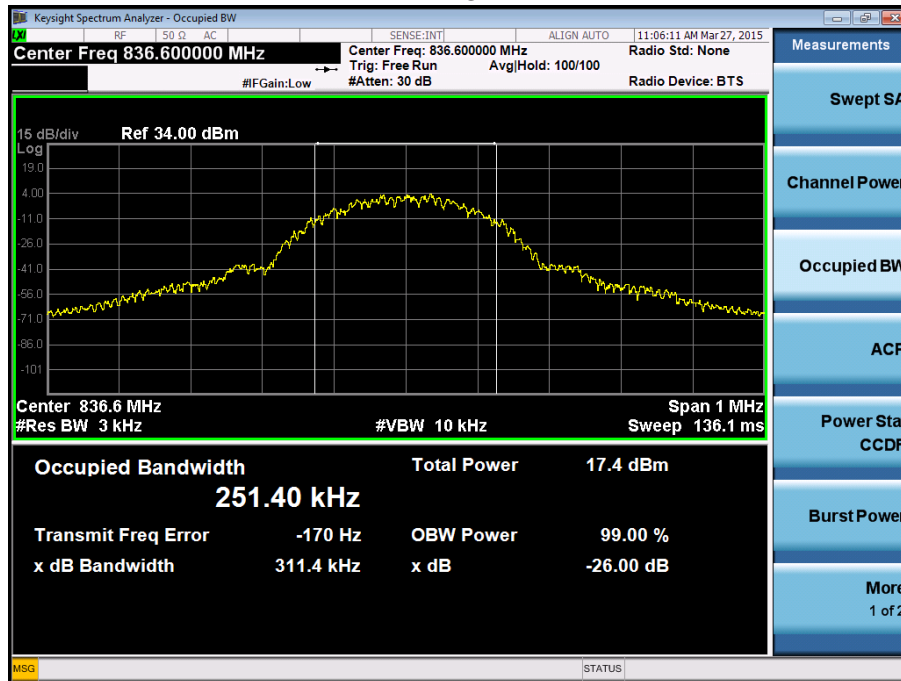 Keysight Spectrum Analyzer - Occupied BW
LXI RF 50 Ω AC SENSE:INT ALIGN AUTO 11:06:11 AM Mar 27, 2015
Center Freq 836.600000 MHz
Center Freq: 836.600000 MHz Radio Std: None
Trig: Free Run Avg|Hold: 100/100
#IFGain:Low #Atten: 30 dB Radio Device: BTS
15 dB/div Ref 34.00 dBm
Log
19.0
4.00
-11.0
-26.0
-41.0
-56.0
-71.0
-86.0
-101
Center 836.6 MHz Span 1 MHz
#Res BW 3 kHz #VBW 10 kHz Sweep 136.1 ms
Occupied Bandwidth Total Power 17.4 dBm
251.40 kHz
Transmit Freq Error -170 Hz OBW Power 99.00 %
x dB Bandwidth 311.4 kHz x dB -26.00 dB
MSG STATUS
Measurements
Swept SA
Channel Power
Occupied BW
ACP
Power Sta
CCDF
Burst Power
More
1 of 2